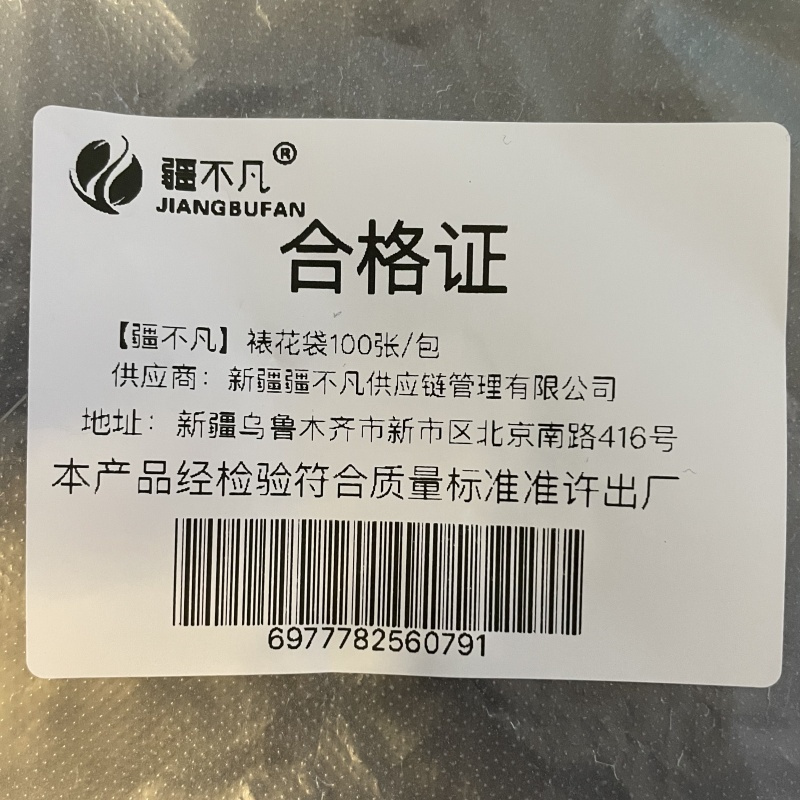 疆不凡®
JIANGBUFAN
合格证
【疆不凡】裱花袋100张/包
供应商：新疆疆不凡供应链管理有限公司
地址：新疆乌鲁木齐市新市区北京南路416号
本产品经检验符合质量标准准许出厂
6977782560791